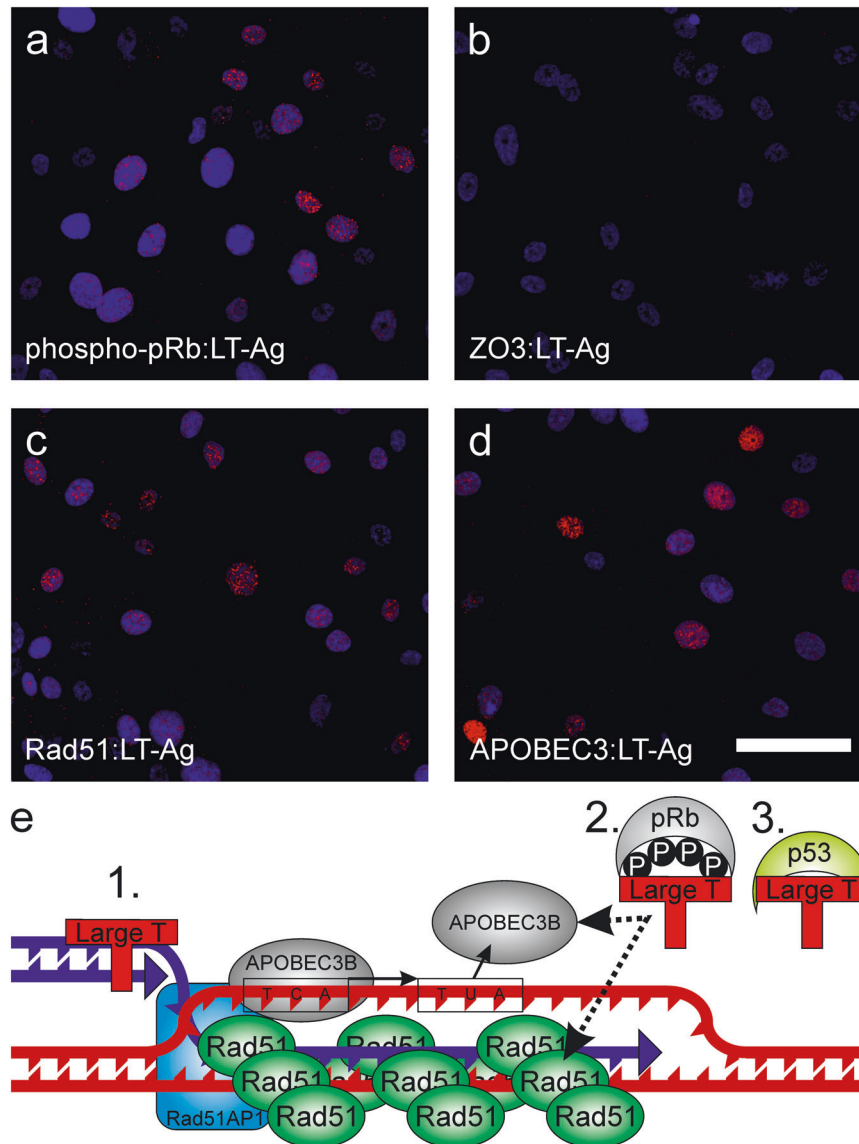 a
phospho-pRb:LT-Ag
b
ZO3:LT-Ag
c
Rad51:LT-Ag
d
APOBEC3:LT-Ag
e
1.
Large T
2.
pRb
P P P P
Large T
3.
p53
Large T
APOBEC3B
APOBEC3B
T C A
T U A
Rad51 Rad51 Rad51
Rad51 Rad51 Rad51
Rad51 Rad51 Rad51
Rad51AP1